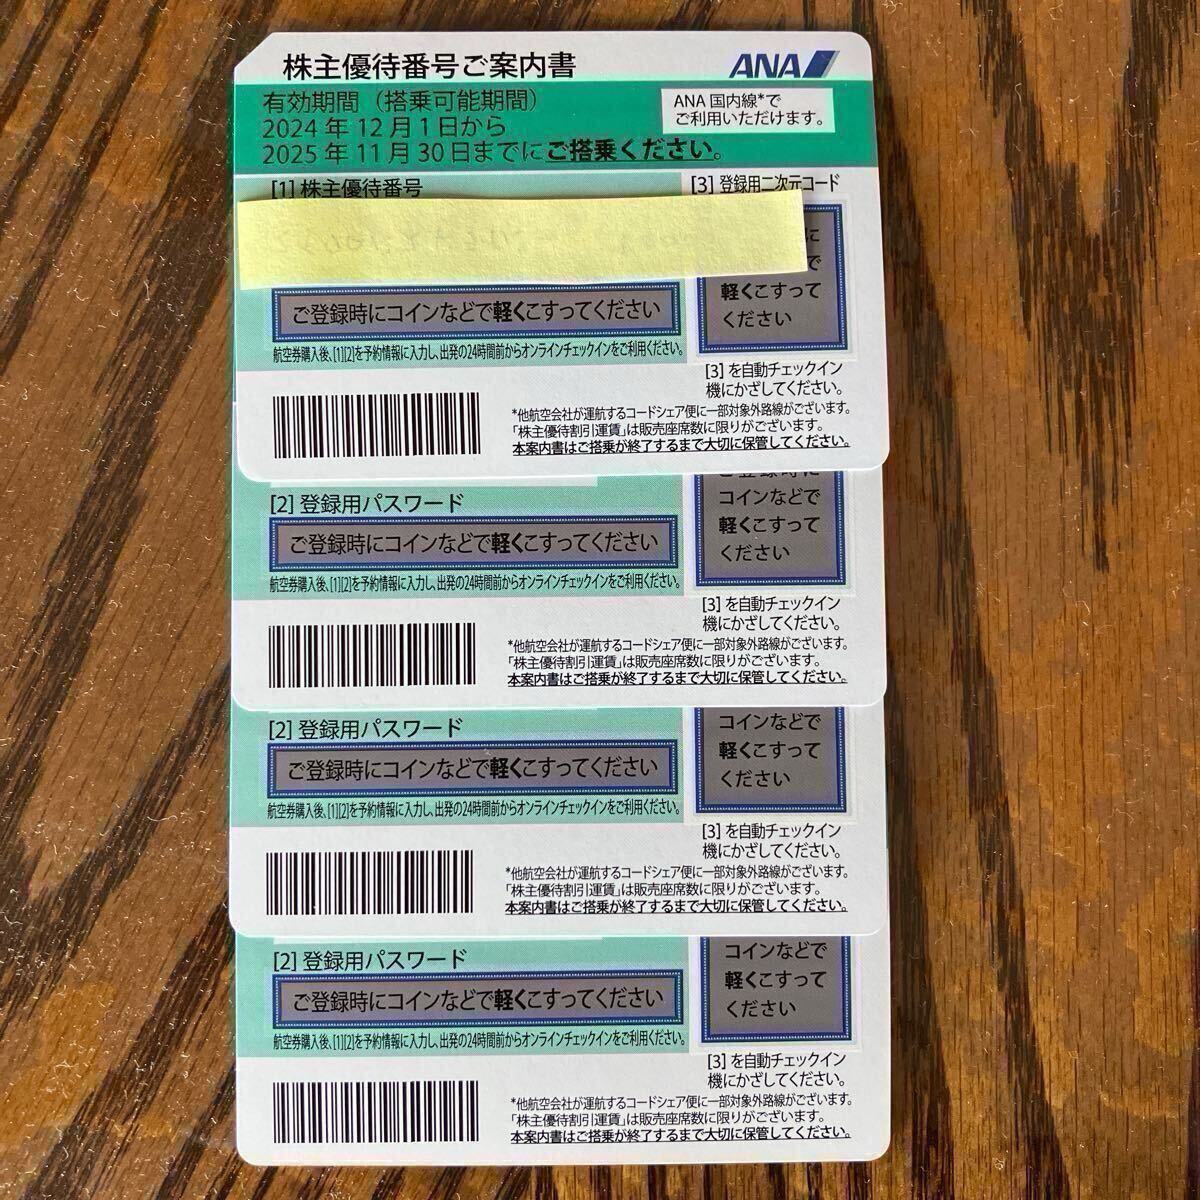 株主優待番号ご案内書
ANA
有効期間（搭乗可能期間）
2024年12月1日から
2025年11月30日までにご搭乗ください。
ANA国内線*で
ご利用いただけます。
[1] 株主優待番号
[3] 登録用二次元コード
に
で
軽くこすって
ください
ご登録時にコインなどで軽くこすってください
航空券購入後、[1][2]を予約情報に入力し、出発の24時間前からオンラインチェックインをご利用ください。
[3] を自動チェックイン
機にかざしてください。
*他航空会社が運航するコードシェア便に一部対象外路線がございます。
「株主優待割引運賃」は販売座席数に限りがございます。
本案内書はご搭乗が終了するまで大切に保管してください。
[2] 登録用パスワード
ご登録時にコインなどで軽くこすってください
航空券購入後、[1][2]を予約情報に入力し、出発の24時間前からオンラインチェックインをご利用ください。
ご登録時に
コインなどで
軽くこすって
ください
[3] を自動チェックイン
機にかざしてください。
*他航空会社が運航するコードシェア便に一部対象外路線がございます。
「株主優待割引運賃」は販売座席数に限りがございます。
本案内書はご搭乗が終了するまで大切に保管してください。
[2] 登録用パスワード
ご登録時にコインなどで軽くこすってください
航空券購入後、[1][2]を予約情報に入力し、出発の24時間前からオンラインチェックインをご利用ください。
コインなどで
軽くこすって
ください
[3] を自動チェックイン
機にかざしてください。
*他航空会社が運航するコードシェア便に一部対象外路線がございます。
「株主優待割引運賃」は販売座席数に限りがございます。
本案内書はご搭乗が終了するまで大切に保管してください。
[2] 登録用パスワード
ご登録時にコインなどで軽くこすってください
航空券購入後、[1][2]を予約情報に入力し、出発の24時間前からオンラインチェックインをご利用ください。
コインなどで
軽くこすって
ください
[3] を自動チェックイン
機にかざしてください。
*他航空会社が運航するコードシェア便に一部対象外路線がございます。
「株主優待割引運賃」は販売座席数に限りがございます。
本案内書はご搭乗が終了するまで大切に保管してください。